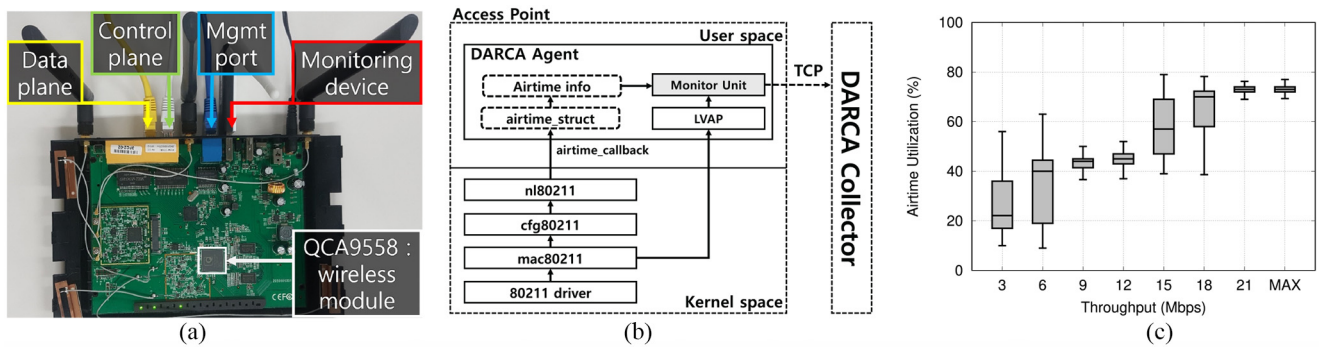 Data
plane
Control
plane
Mgmt
port
Monitoring
device
QCA9558 :
wireless
module
(a)
Access Point
User space
DARCA Agent
Airtime info
Monitor Unit
airtime_struct
LVAP
airtime_callback
TCP
DARCA Collector
nl80211
cfg80211
mac80211
80211 driver
Kernel space
(b)
Airtime Utilization (%)
100
80
60
40
20
0
3 6 9 12 15 18 21 MAX
Throughput (Mbps)
(c)